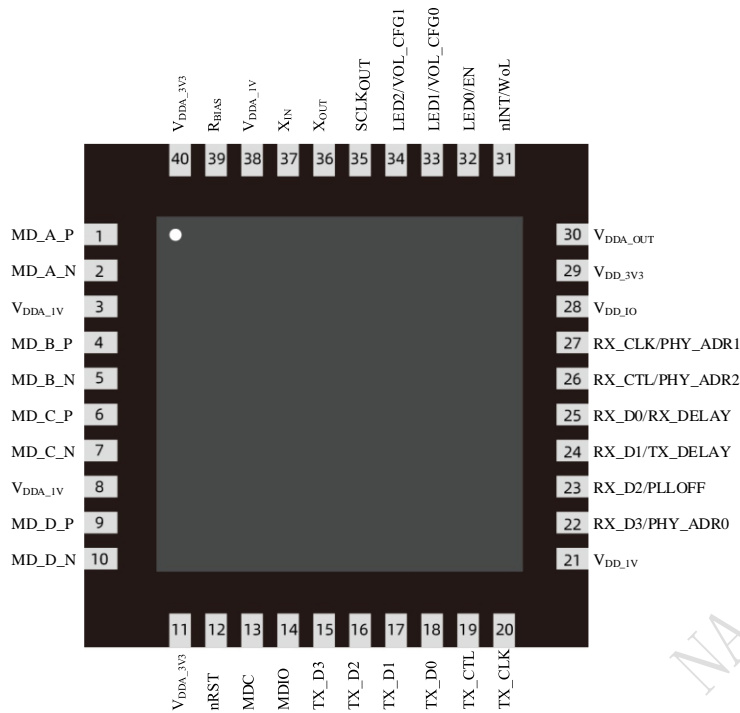 V_DDA_3V3
R_BIAS
V_DDA_1V
X_IN
X_OUT
SCLK_OUT
LED2/VOL_CFG1
LED1/VOL_CFG0
LED0/EN
nINT/WoL
40 39 38 37 36 35 34 33 32 31
MD_A_P 1
MD_A_N 2
V_DDA_1V 3
MD_B_P 4
MD_B_N 5
MD_C_P 6
MD_C_N 7
V_DDA_1V 8
MD_D_P 9
MD_D_N 10
30 V_DDA_OUT
29 V_DD_3V3
28 V_DD_IO
27 RX_CLK/PHY_ADR1
26 RX_CTL/PHY_ADR2
25 RX_D0/RX_DELAY
24 RX_D1/TX_DELAY
23 RX_D2/PLLOFF
22 RX_D3/PHY_ADR0
21 V_DD_1V
11 12 13 14 15 16 17 18 19 20
V_DDA_3V3
nRST
MDC
MDIO
TX_D3
TX_D2
TX_D1
TX_D0
TX_CTL
TX_CLK